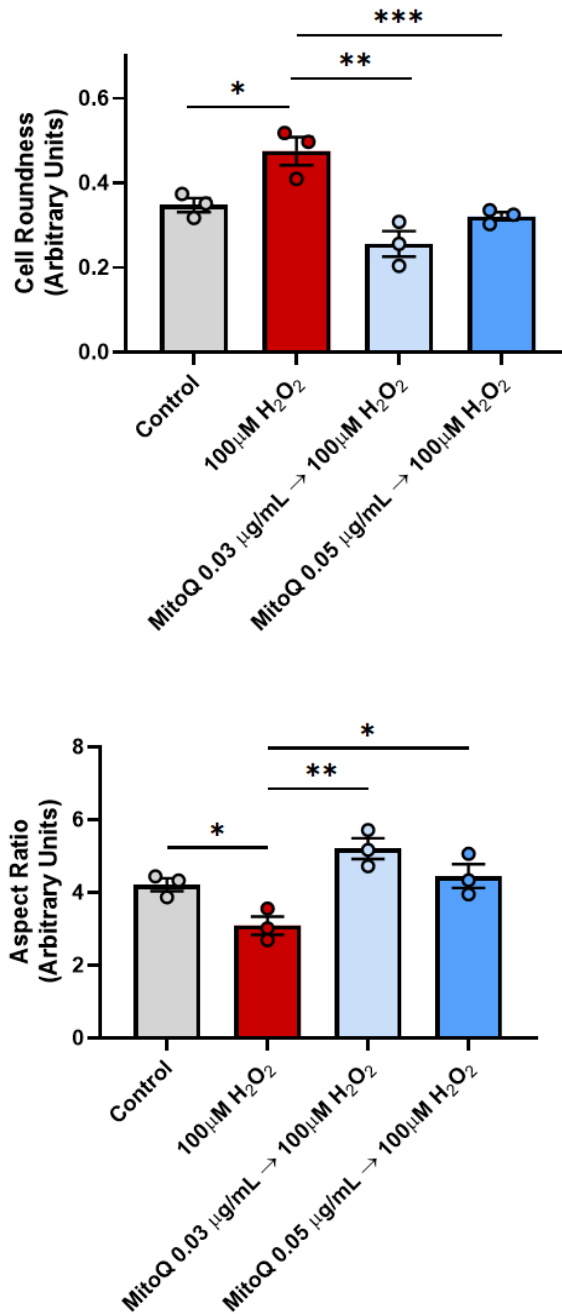 ***
**
*
0.6
0.4
0.2
0.0
Cell Roundness
(Arbitrary Units)
Control
100μM H₂O₂
MitoQ 0.03 μg/mL → 100μM H₂O₂
MitoQ 0.05 μg/mL → 100μM H₂O₂
*
**
*
8
6
4
2
0
Aspect Ratio
(Arbitrary Units)
Control
100μM H₂O₂
MitoQ 0.03 μg/mL → 100μM H₂O₂
MitoQ 0.05 μg/mL → 100μM H₂O₂